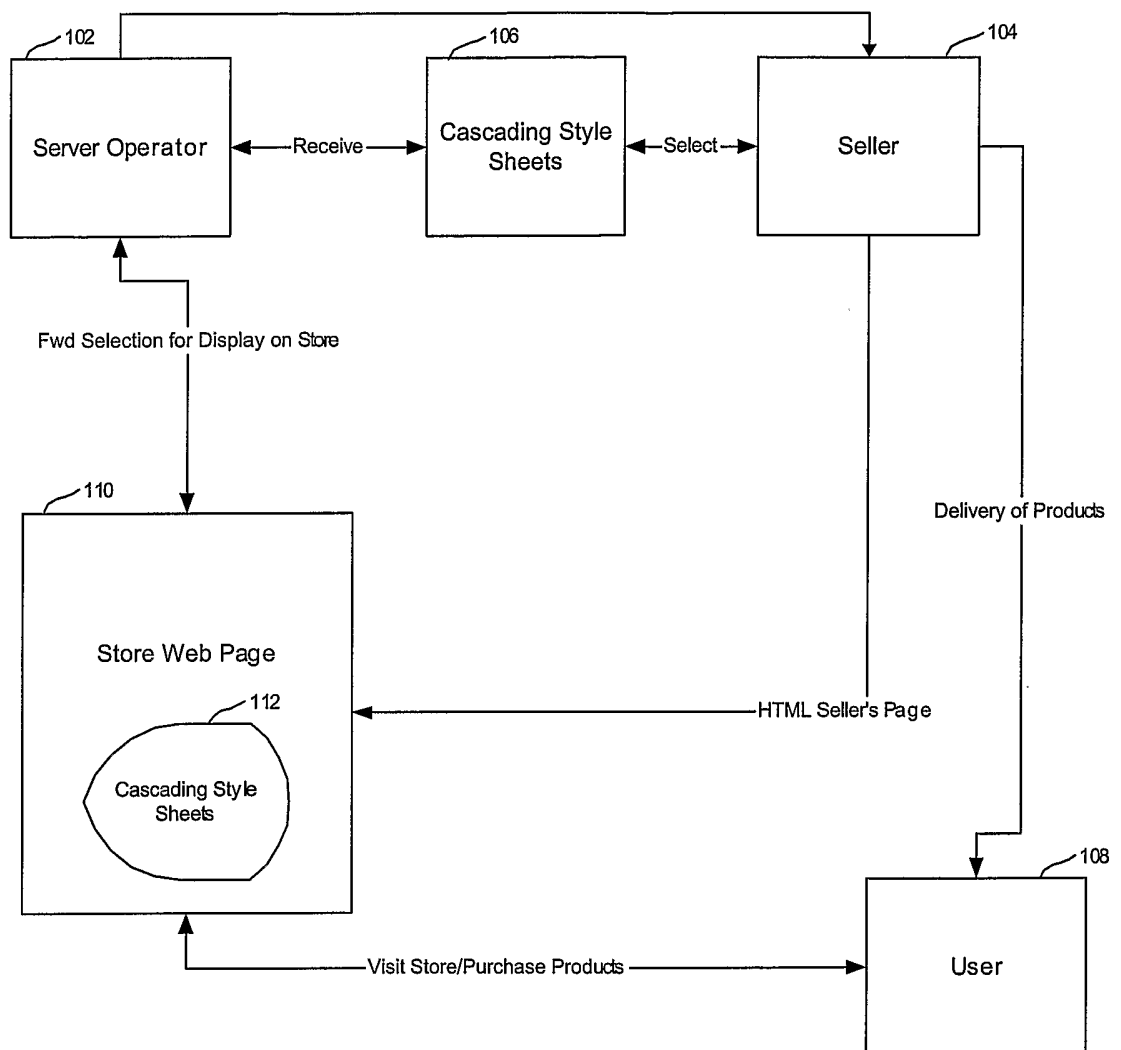 102
106
104
Server Operator
Receive
Cascading Style
Sheets
Select
Seller
Fwd Selection for Display on Store
110
Delivery of Products
Store Web Page
112
HTML Seller's Page
Cascading Style
Sheets
108
Visit Store/Purchase Products
User